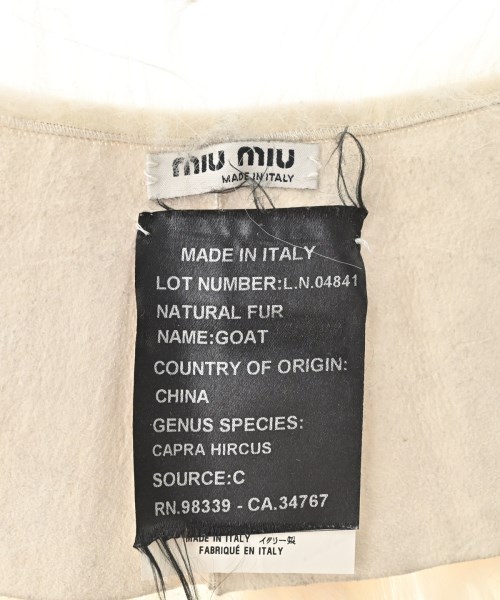 miu miu
MADE IN ITALY
MADE IN ITALY
LOT NUMBER:L.N.04841
NATURAL FUR
NAME:GOAT
COUNTRY OF ORIGIN:
CHINA
GENUS SPECIES:
CAPRA HIRCUS
SOURCE:C
RN.98339 - CA.34767
MADE IN ITALY イタリー製
FABRIQUÉ EN ITALY